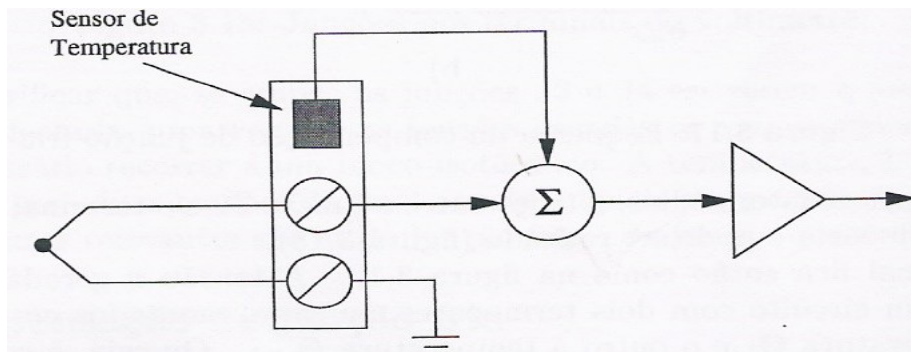 Sensor de
Temperatura
Σ